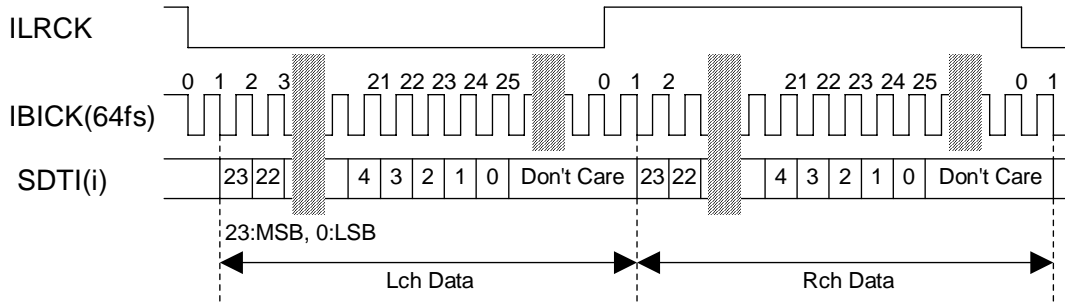 ILRCK
0 1 2 3 21 22 23 24 25 0 1 2 21 22 23 24 25 0 1
IBICK(64fs)
SDTI(i) 23 22 4 3 2 1 0 Don't Care 23 22 4 3 2 1 0 Don't Care
23:MSB, 0:LSB
Lch Data Rch Data